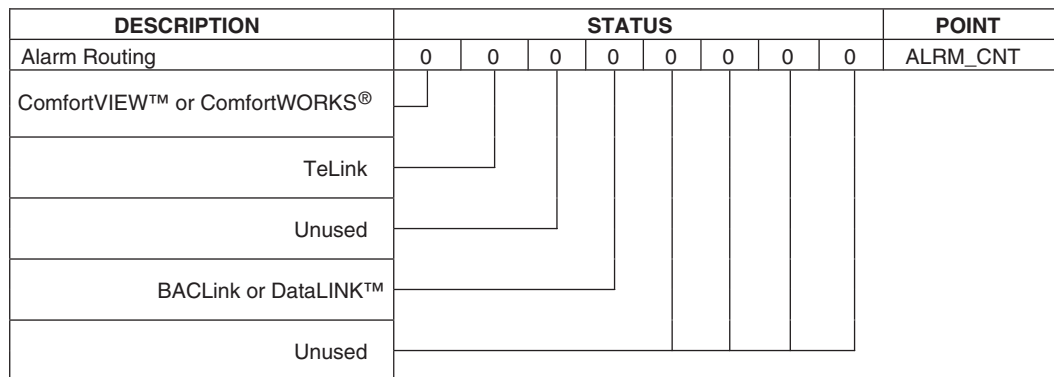 DESCRIPTION STATUS POINT
Alarm Routing 0 0 0 0 0 0 0 0 ALRM_CNT
ComfortVIEW™ or ComfortWORKS®
TeLink
Unused
BACLink or DataLINK™
Unused